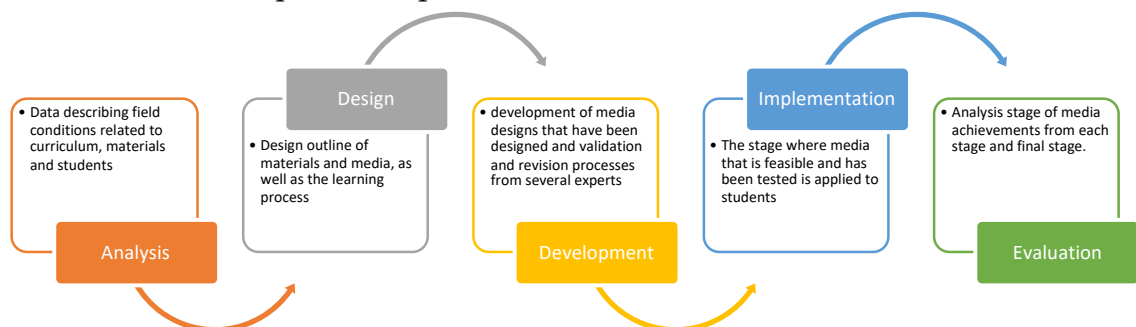 • Data describing field
conditions related to
curriculum, materials
and students
Analysis
Design
• Design outline of
materials and media, as
well as the learning
process
• development of media
designs that have been
designed and validation
and revision processes
from several experts
Development
Implementation
• The stage where media
that is feasible and has
been tested is applied to
students
• Analysis stage of media
achievements from each
stage and final stage.
Evaluation